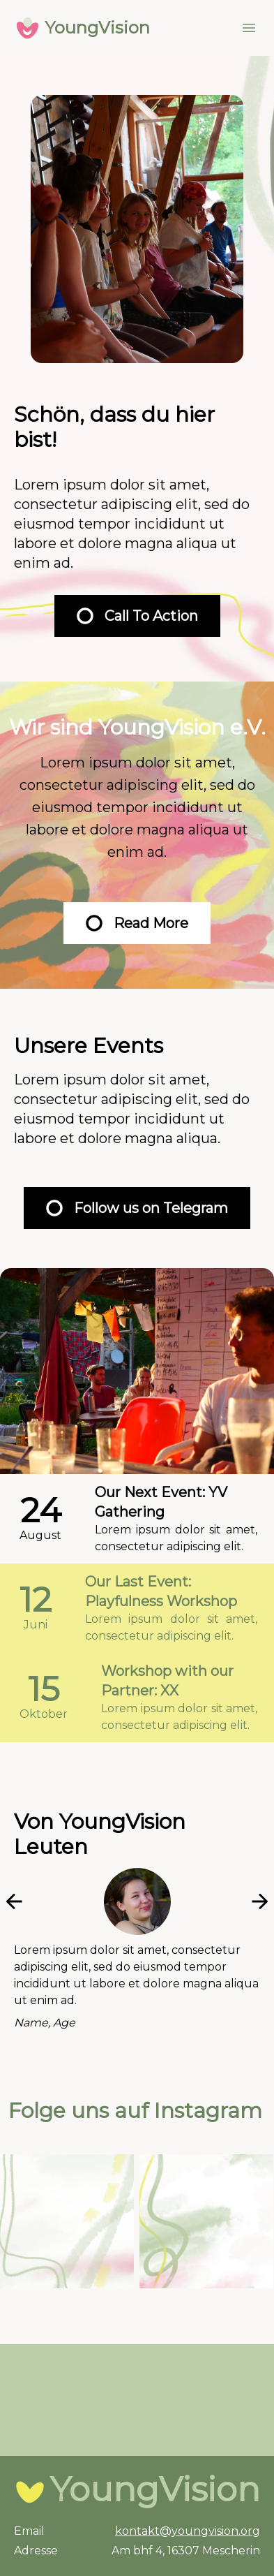 YoungVision
Schön, dass du hier
bist!
Lorem ipsum dolor sit amet,
consectetur adipiscing elit, sed do
eiusmod tempor incididunt ut
labore et dolore magna aliqua ut
enim ad.
Call To Action
Wir sind YoungVision e.V.
Lorem ipsum dolor sit amet,
consectetur adipiscing elit, sed do
eiusmod tempor incididunt ut
labore et dolore magna aliqua ut
enim ad.
Read More
Unsere Events
Lorem ipsum dolor sit amet,
consectetur adipiscing elit, sed do
eiusmod tempor incididunt ut
labore et dolore magna aliqua.
Follow us on Telegram
24
August
Our Next Event: YV
Gathering
Lorem ipsum dolor sit amet,
consectetur adipiscing elit.
12
Juni
Our Last Event:
Playfulness Workshop
Lorem ipsum dolor sit amet,
consectetur adipiscing elit.
15
Oktober
Workshop with our
Partner: XX
Lorem ipsum dolor sit amet,
consectetur adipiscing elit.
Von YoungVision
Leuten
Lorem ipsum dolor sit amet, consectetur
adipiscing elit, sed do eiusmod tempor
incididunt ut labore et dolore magna aliqua
ut enim ad.
Name, Age
Folge uns auf Instagram
YoungVision
Email kontakt@youngvision.org
Adresse Am bhf 4, 16307 Mescherin